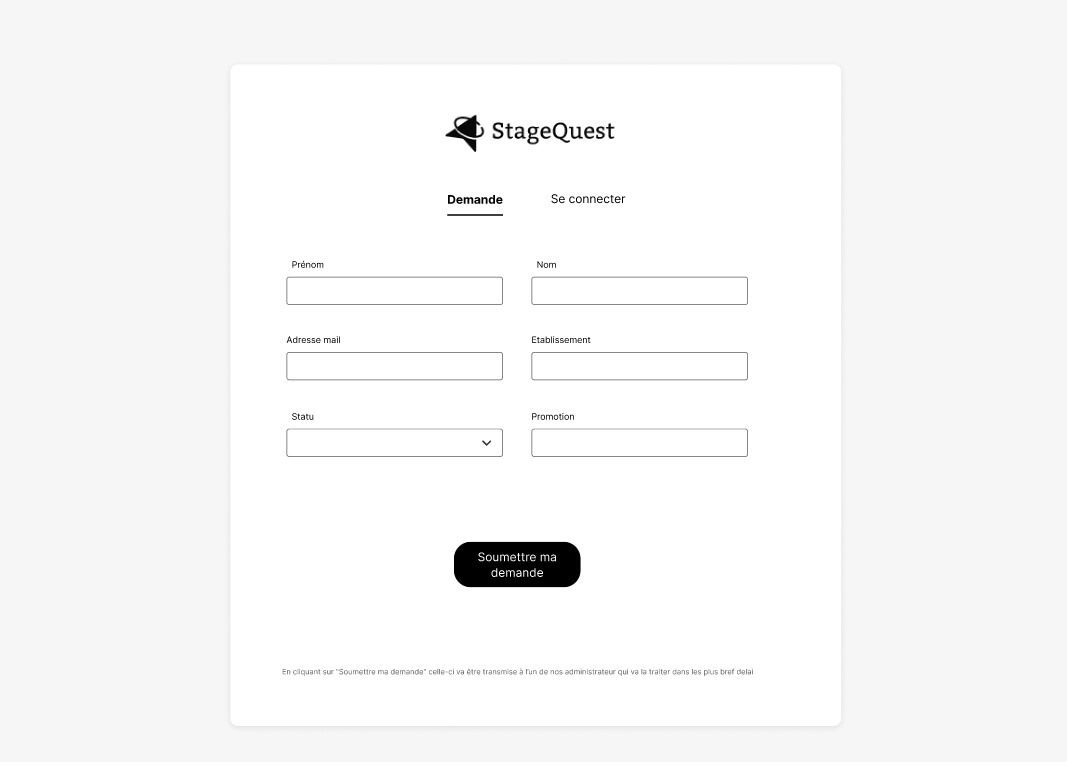 StageQuest
Demande
Se connecter
Prénom
Nom
Adresse mail
Etablissement
Statu
Promotion
Soumettre ma
demande
En cliquant sur "Soumettre ma demande" celle-ci va être transmise à l'un de nos administrateur qui va la traiter dans les plus bref delai